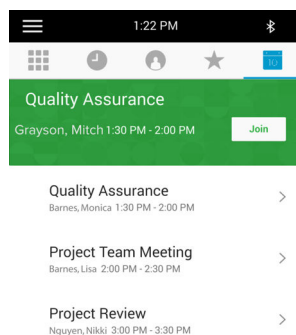 1:22 PM
10
Quality Assurance
Grayson, Mitch 1:30 PM - 2:00 PM
Join
Quality Assurance
Barnes, Monica 1:30 PM - 2:00 PM
Project Team Meeting
Barnes, Lisa 2:00 PM - 2:30 PM
Project Review
Nguyen, Nikki 3:00 PM - 3:30 PM